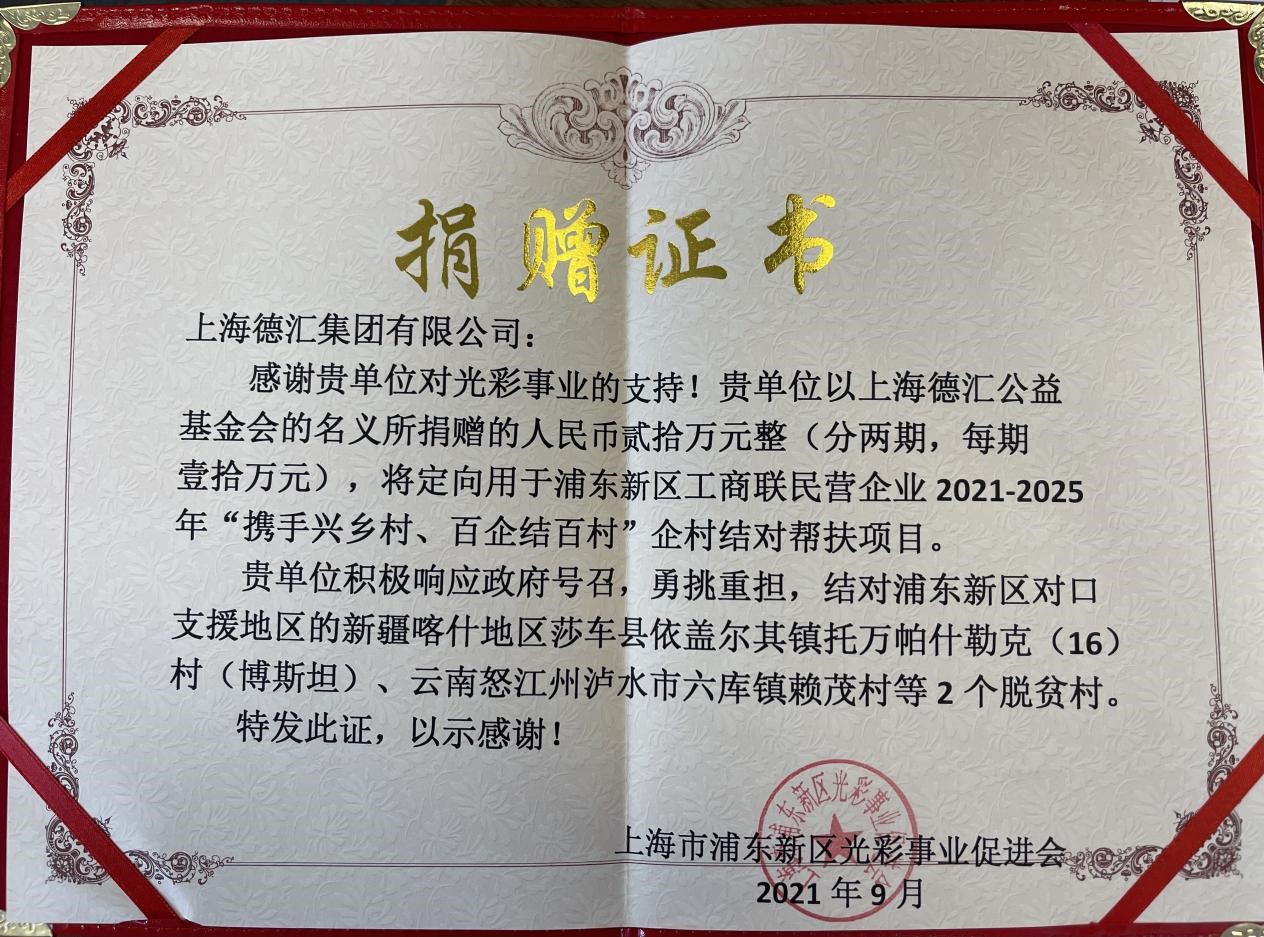 捐赠证书
上海德汇集团有限公司：
感谢贵单位对光彩事业的支持！贵单位以上海德汇公益
基金会的名义所捐赠的人民币贰拾万元整（分两期，每期
壹拾万元），将定向用于浦东新区工商联民营企业 2021-2025
年“携手兴乡村、百企结百村”企村结对帮扶项目。
贵单位积极响应政府号召，勇挑重担，结对浦东新区对口
支援地区的新疆喀什地区莎车县依盖尔其镇托万帕什勒克（16）
村（博斯坦）、云南怒江州泸水市六库镇赖茂村等 2 个脱贫村。
特发此证，以示感谢！
上海市浦东新区光彩事业促进会
2021 年 9 月